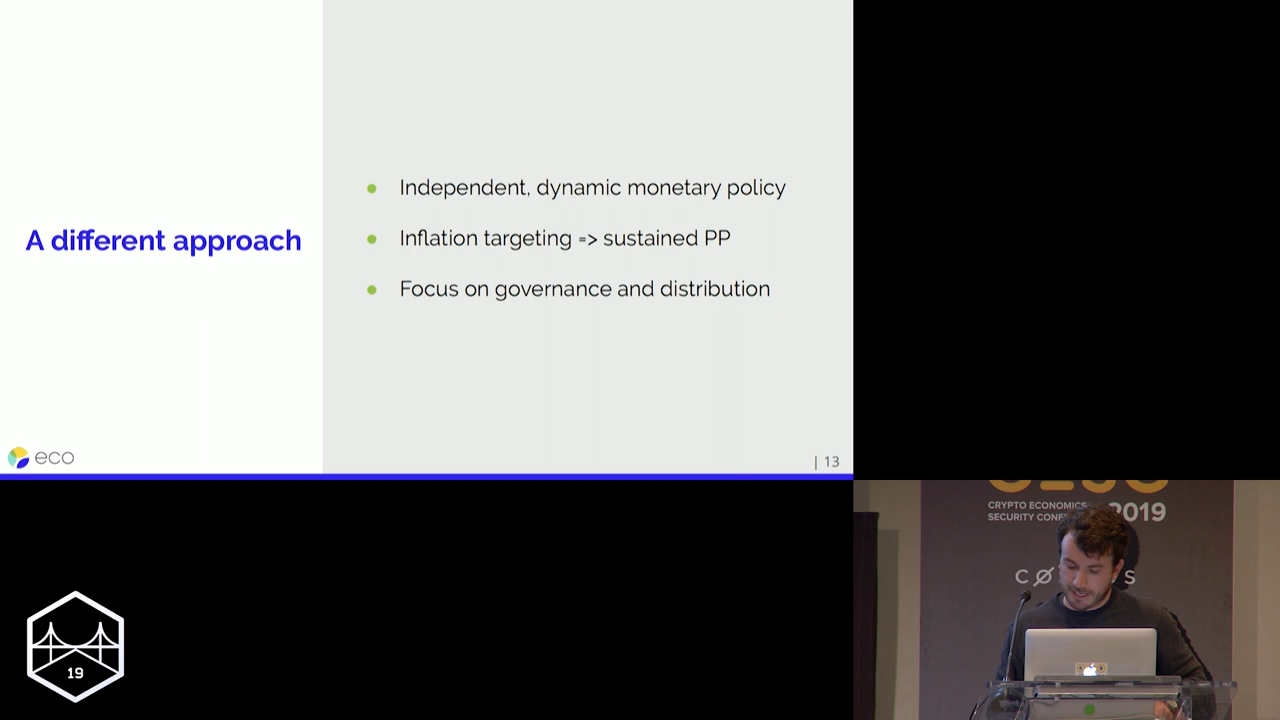 A different approach
Independent, dynamic monetary policy
Inflation targeting => sustained PP
Focus on governance and distribution
eco
| 13
CRYPTO ECONOMICS
SECURITY
2019
19